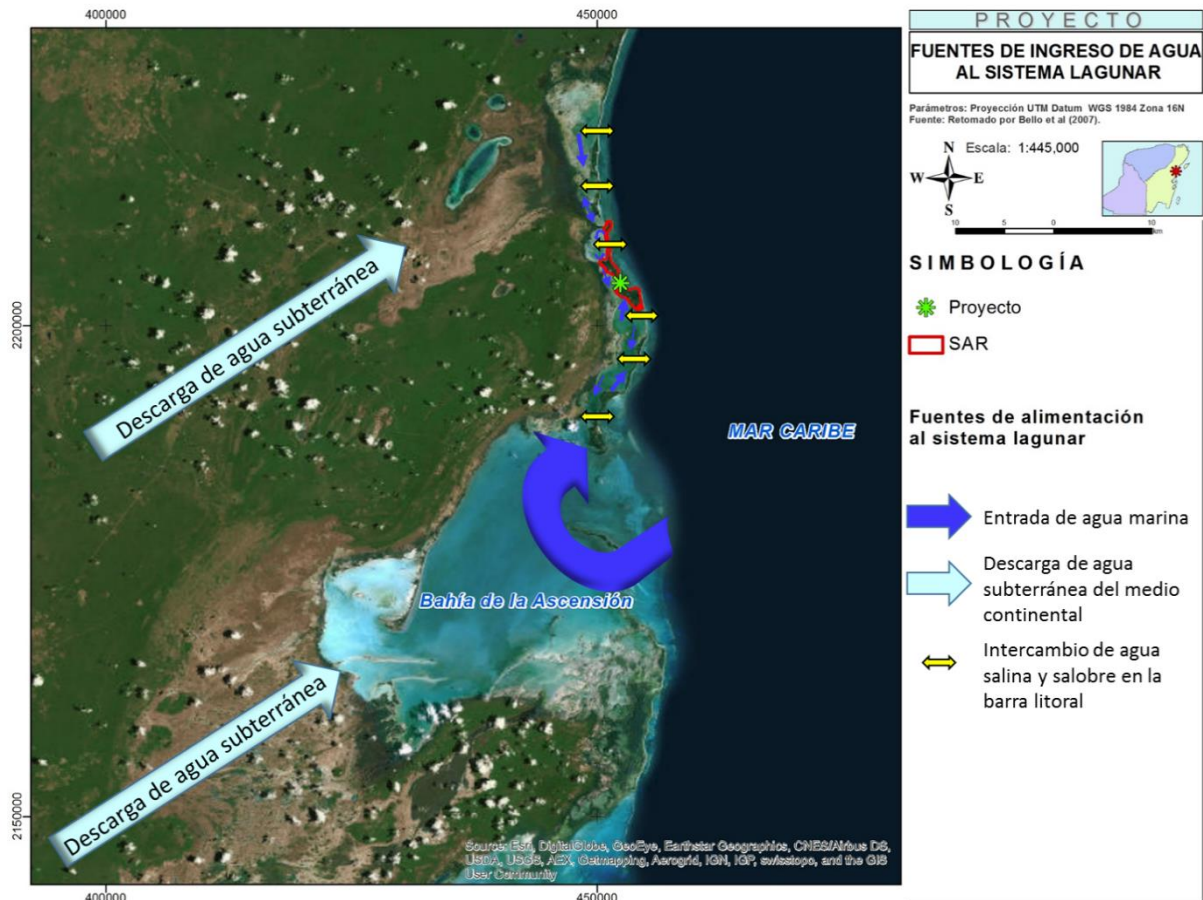 400000
450000
2200000
2150000
400000
450000
Descarga de agua subterránea
Descarga de agua subterránea
MAR CARIBE
Bahía de la Ascensión
Source: Esri, DigitalGlobe, GeoEye, Earthstar Geographics, CNES/Airbus DS,
USDA, USGS, AEX, Getmapping, Aerogrid, IGN, IGP, swisstopo, and the GIS
User Community
PROYECTO
FUENTES DE INGRESO DE AGUA
AL SISTEMA LAGUNAR
Parámetros: Proyección UTM Datum WGS 1984 Zona 16N
Fuente: Retomado por Bello et al (2007).
N
Escala: 1:445,000
W
E
S
10 5 0 10
km
SIMBOLOGÍA
Proyecto
SAR
Fuentes de alimentación
al sistema lagunar
Entrada de agua marina
Descarga de agua
subterránea del medio
continental
Intercambio de agua
salina y salobre en la
barra litoral